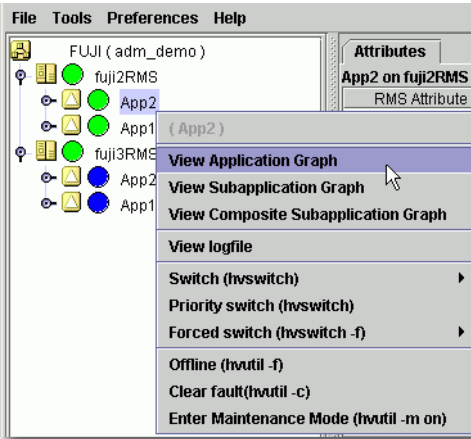 File Tools Preferences Help
FUJI ( adm_demo )
fuji2RMS
App2
App1
fuji3RMS
App2
App1
Attributes
App2 on fuji2RMS
RMS Attribute
( App2 )
View Application Graph
View Subapplication Graph
View Composite Subapplication Graph
View logfile
Switch (hvswitch)
Priority switch (hvswitch)
Forced switch (hvswitch -f)
Offline (hvutil -f)
Clear fault(hvutil -c)
Enter Maintenance Mode (hvutil -m on)